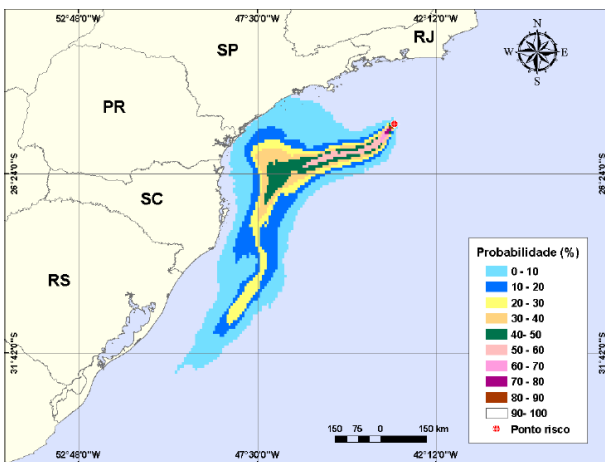 52°48'0"W 47°30'0"W 42°12'0"W
SP
RJ
N
W E
S
PR
26°24'0"S
26°24'0"S
SC
RS
Probabilidade (%)
0 - 10
10 - 20
20 - 30
30 - 40
40 - 50
50 - 60
60 - 70
70 - 80
80 - 90
90 - 100
Ponto risco
31°42'0"S
31°42'0"S
150 75 0 150 km
52°48'0"W 47°30'0"W 42°12'0"W